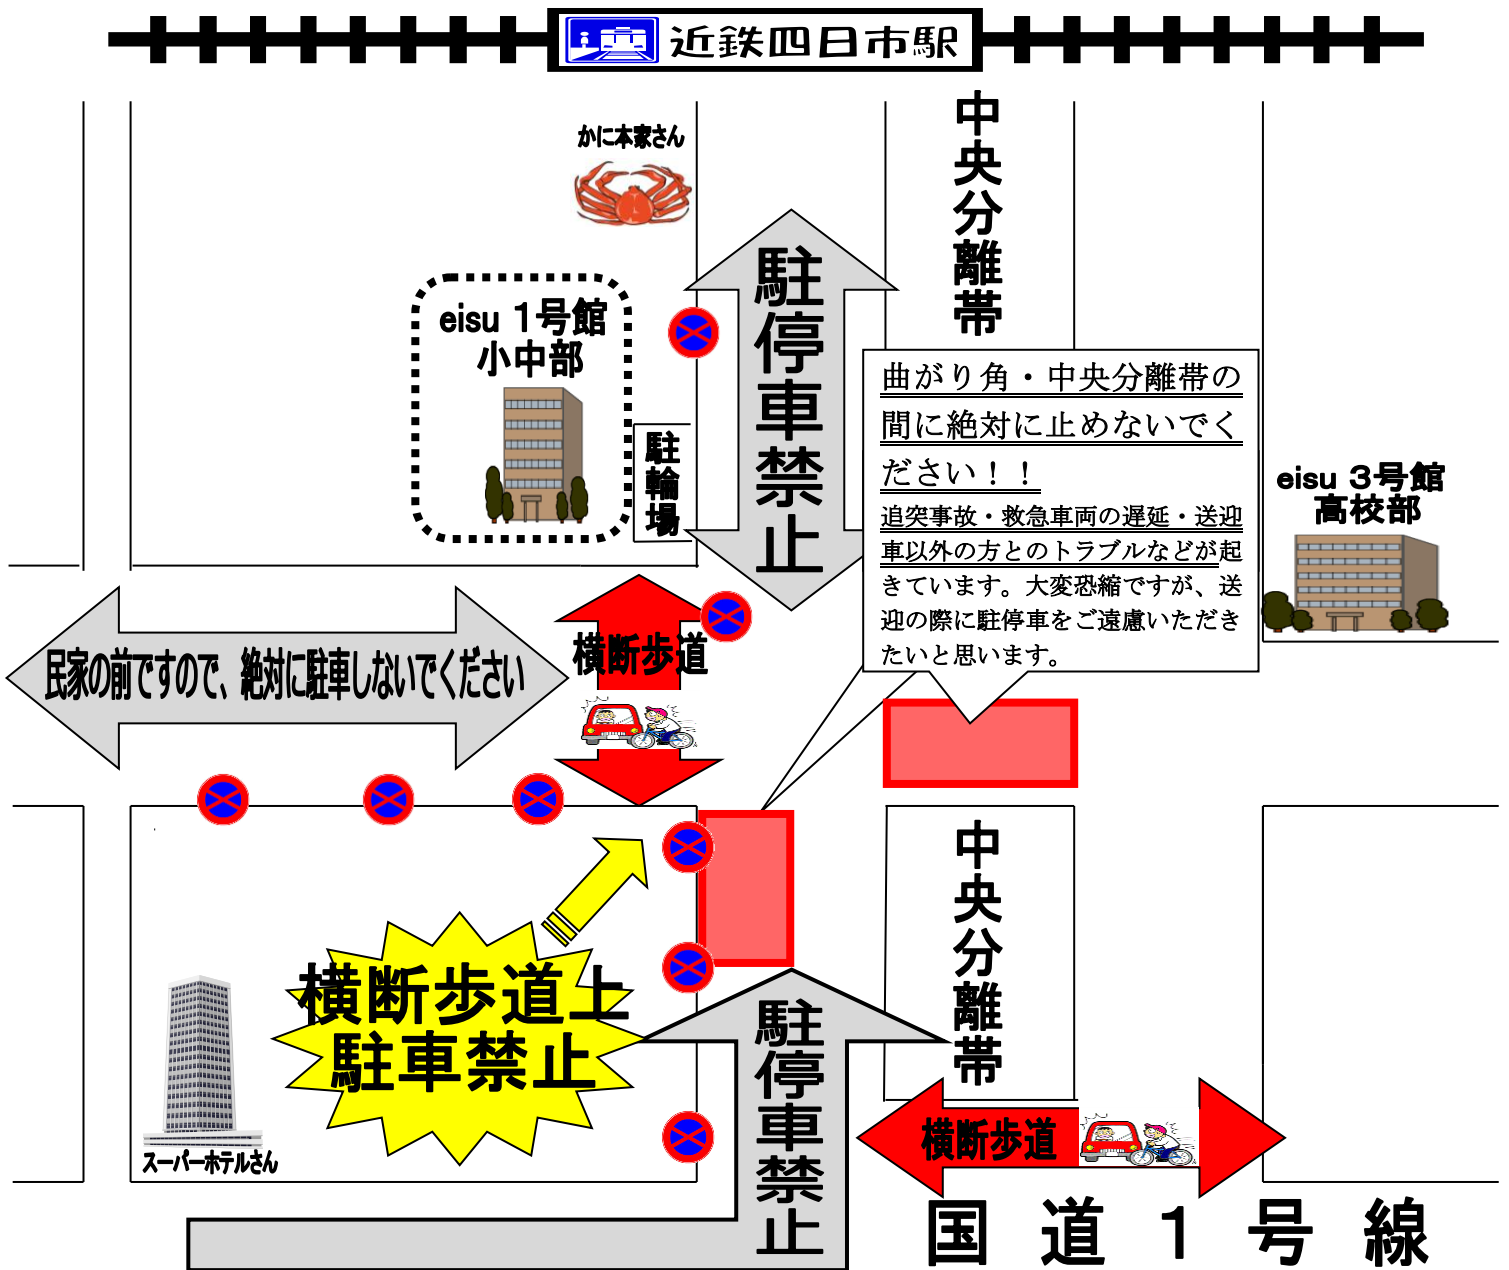 近鉄四日市駅
かに本家さん
中央分離帯
駐停車禁止
eisu 1号館
小中部
駐輪場
曲がり角・中央分離帯の
間に絶対に止めないでく
ださい！！
追突事故・救急車両の遅延・送迎
車以外の方とのトラブルなどが起
きています。大変恐縮ですが、送
迎の際に駐停車をご遠慮いただき
たいと思います。
eisu 3号館
高校部
民家の前ですので、絶対に駐車しないでください
横断歩道
中央分離帯
横断歩道上
駐車禁止
駐停車禁止
スーパーホテルさん
横断歩道
国道1号線